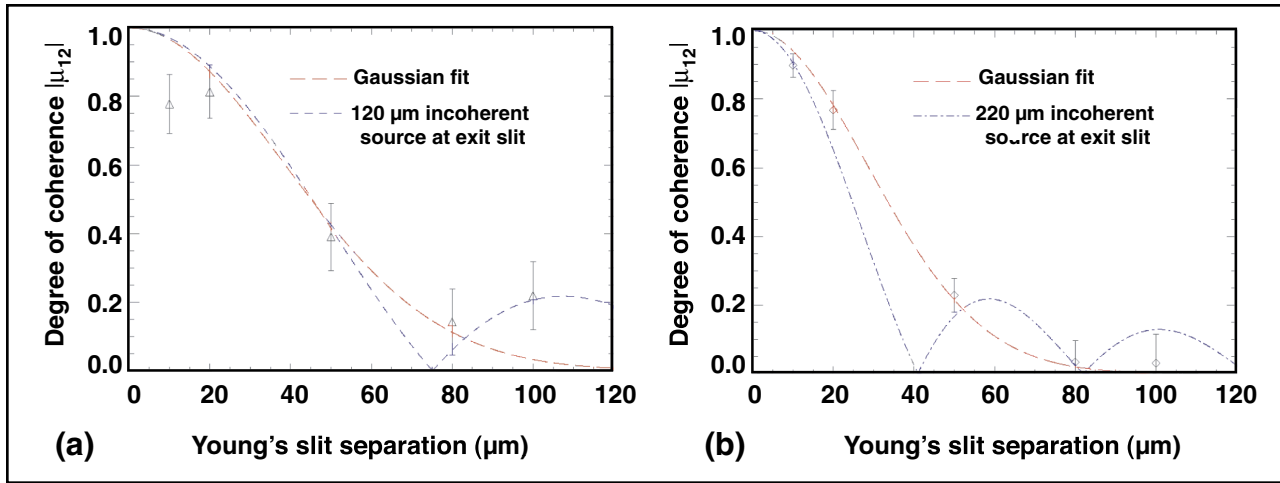 Degree of coherence |μ12|
1.0
0.8
0.6
0.4
0.2
0.0
Gaussian fit
120 μm incoherent
source at exit slit
0 20 40 60 80 100 120
(a) Young's slit separation (μm)
Degree of coherence |μ12|
1.0
0.8
0.6
0.4
0.2
0.0
Gaussian fit
220 μm incoherent
source at exit slit
0 20 40 60 80 100 120
(b) Young's slit separation (μm)